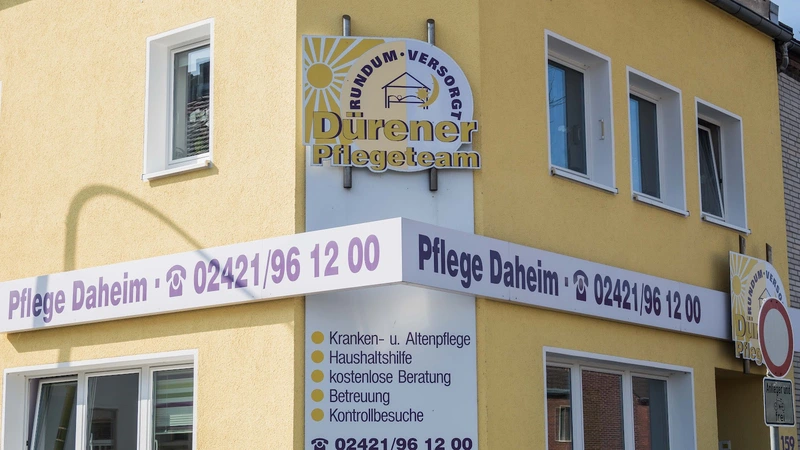 RUNDUM · VERSORGT
Dürener
Pflegeteam
Pflege Daheim · ☎ 02421/96 12 00
Pflege Daheim · ☎ 02421/96 12 00
Kranken- u. Altenpflege
Haushaltshilfe
kostenlose Beratung
Betreuung
Kontrollbesuche
☎ 02421/96 12 00
RUNDUM
159